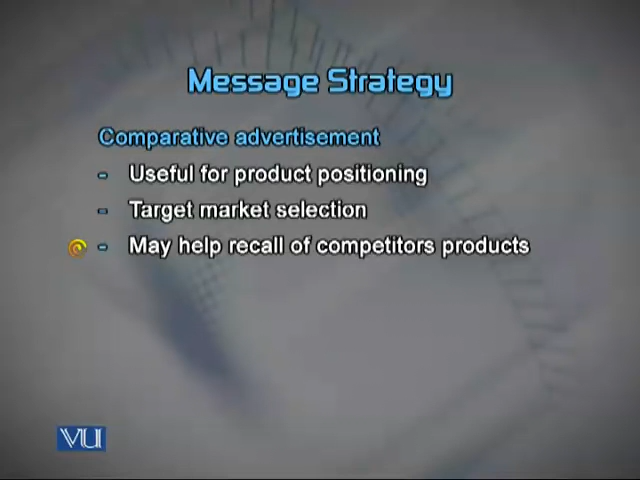 Message Strategy
Comparative advertisement
- Useful for product positioning
- Target market selection
- May help recall of competitors products
VU